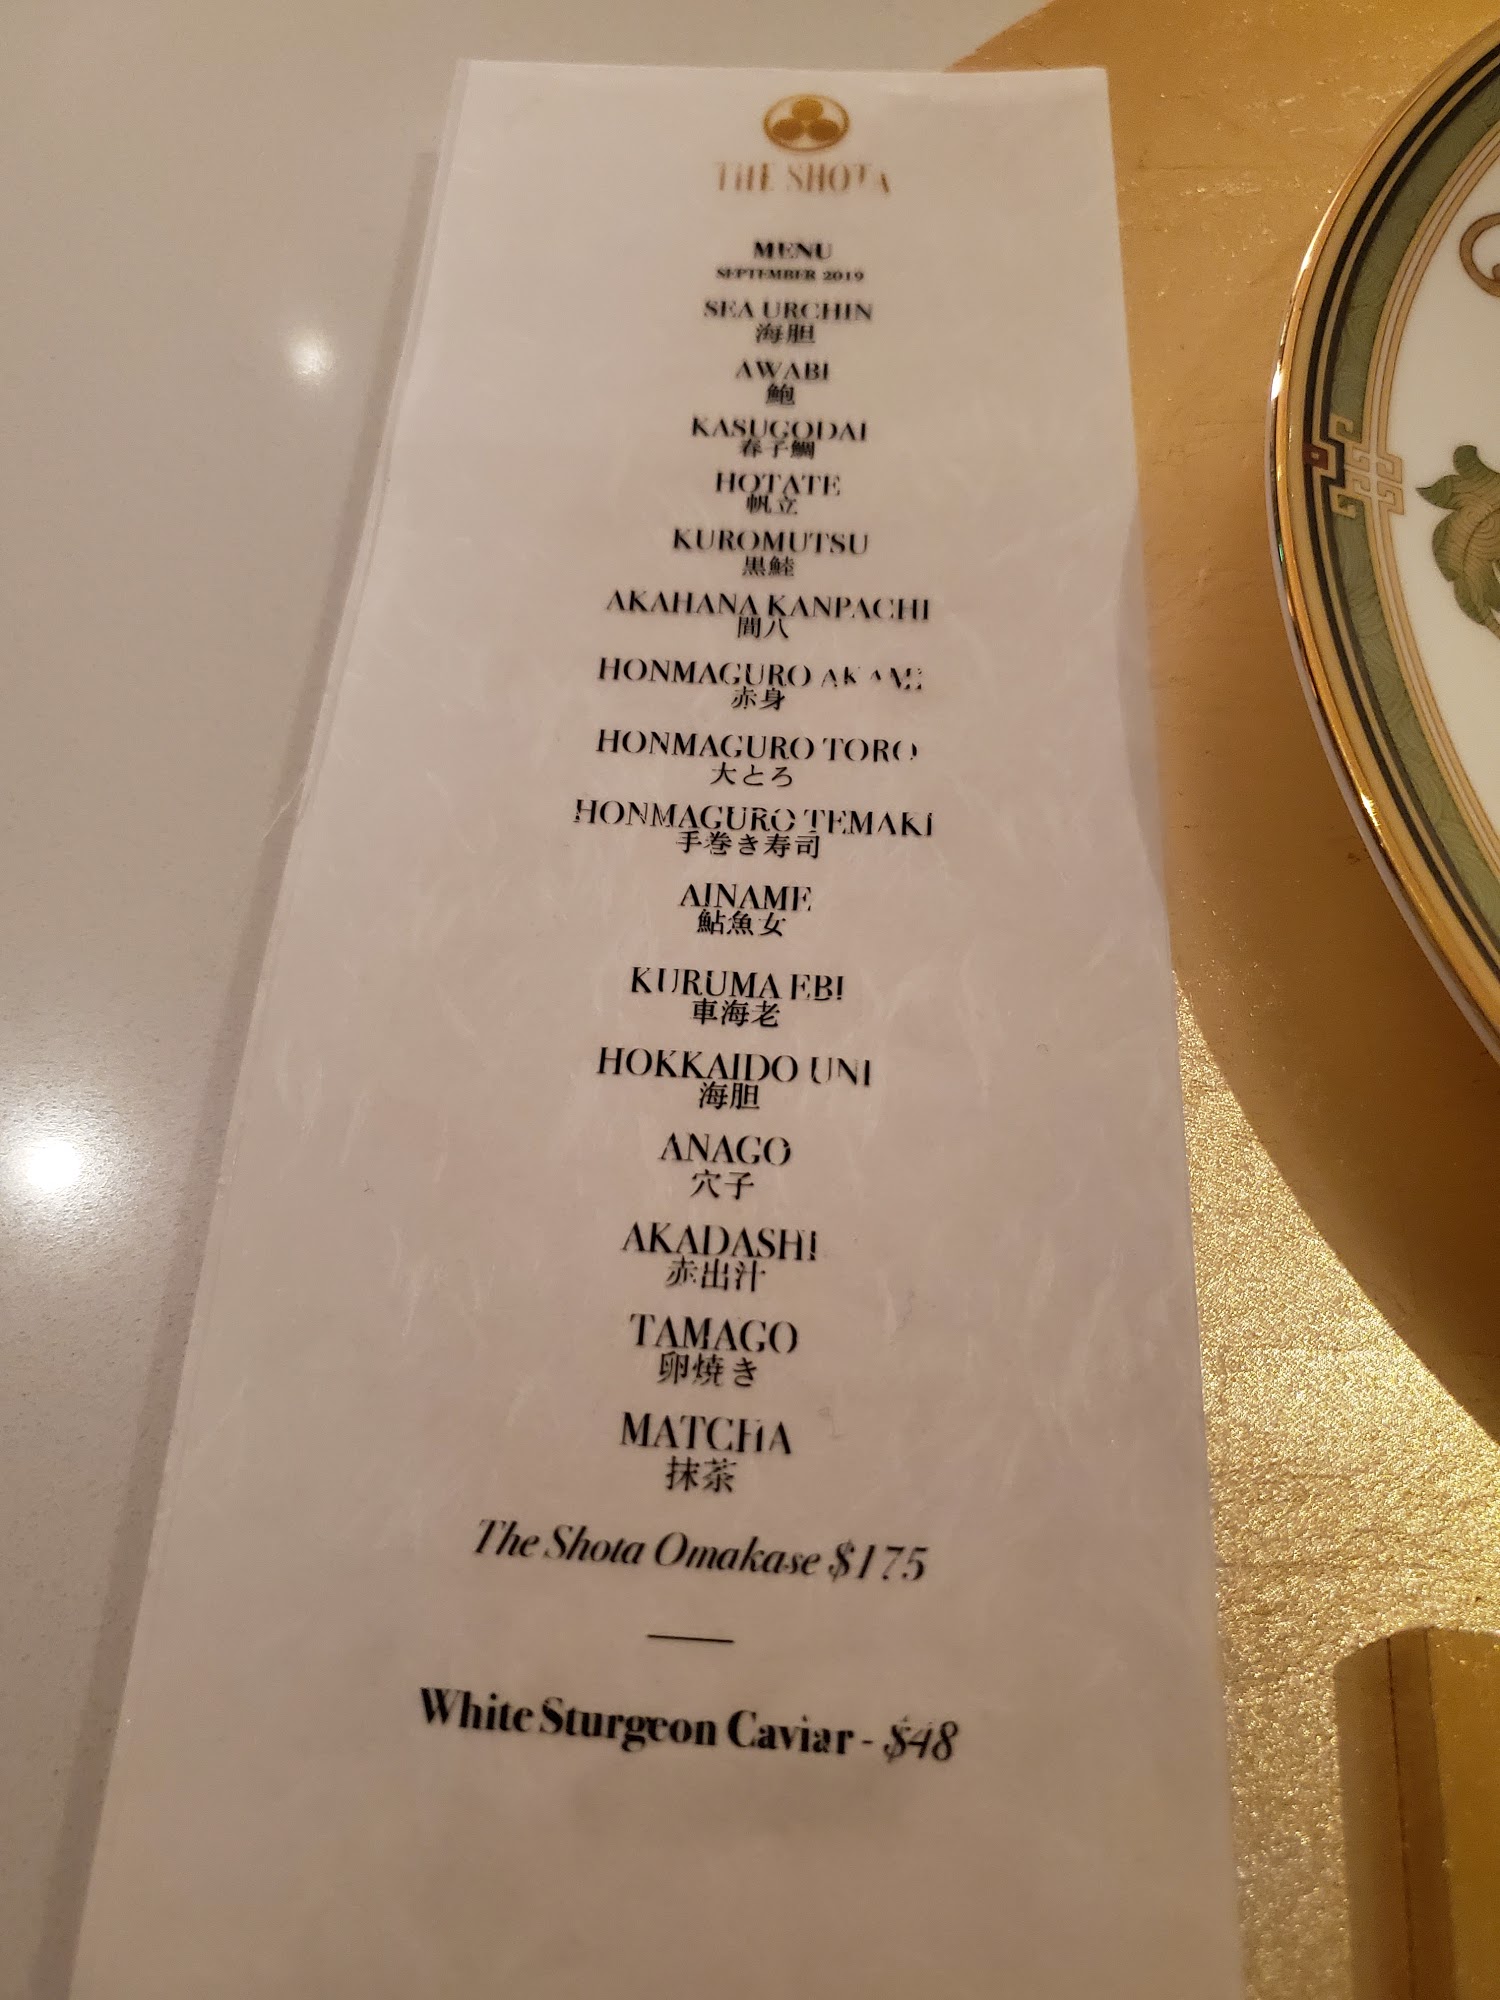 THE SHOTA
MENU
SEPTEMBER 2019
SEA URCHIN
海胆
AWABI
鮑
KASUGODAI
春子鯛
HOTATE
帆立
KUROMUTSU
黒鯥
AKAHANA KANPACHI
間八
HONMAGURO AKAMI
赤身
HONMAGURO TORO
大とろ
HONMAGURO TEMAKI
手巻き寿司
AINAME
鮎魚女
KURUMA EBI
車海老
HOKKAIDO UNI
海胆
ANAGO
穴子
AKADASHI
赤出汁
TAMAGO
卵焼き
MATCHA
抹茶
The Shota Omakase $175
White Sturgeon Caviar - $48